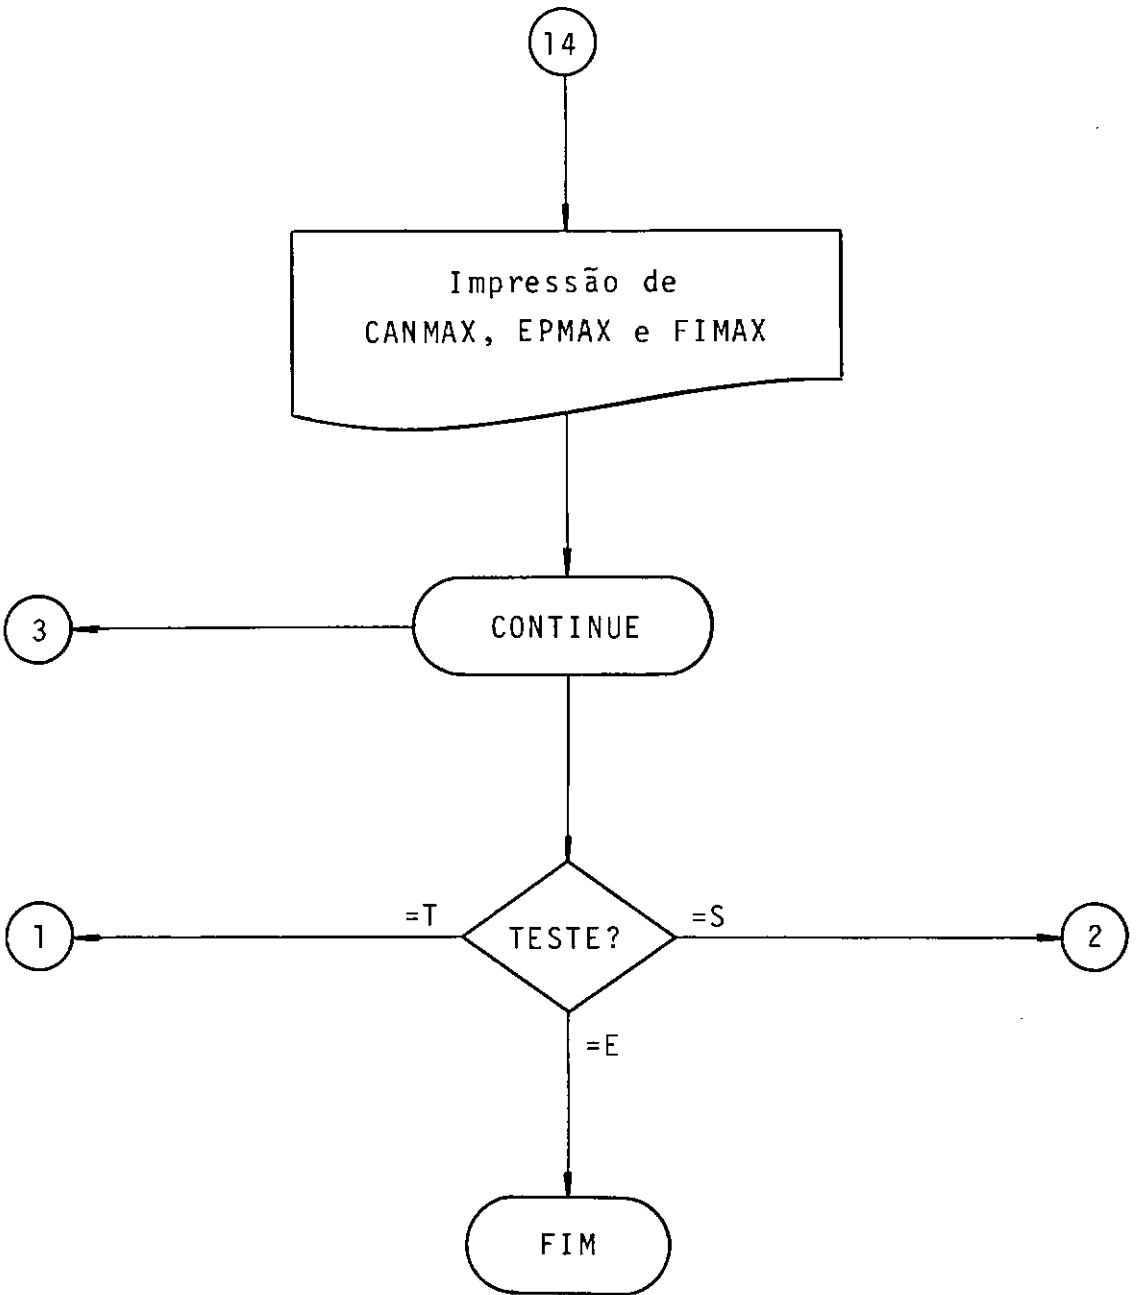 14
Impressão de
CANMAX, EPMAX e FIMAX
3
CONTINUE
1
=T
TESTE?
=S
2
=E
FIM